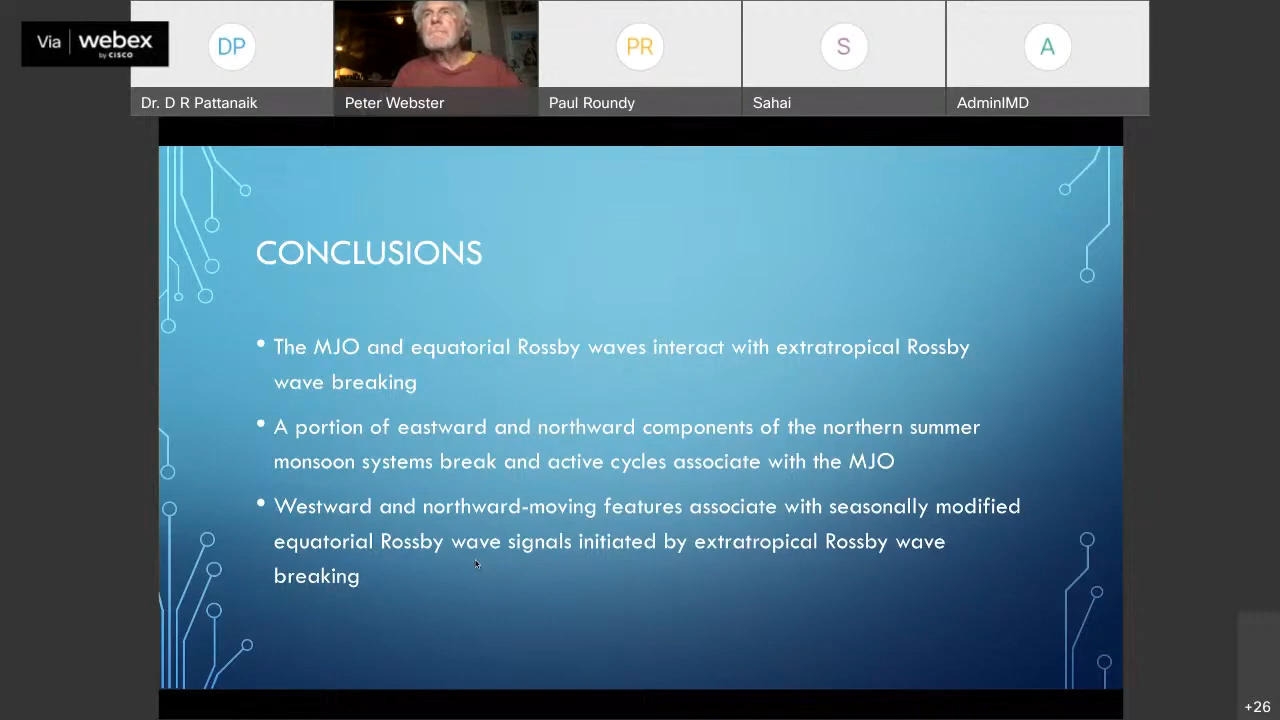 Via webex
by CISCO
DP
PR
S
A
Dr. D R Pattanaik
Peter Webster
Paul Roundy
Sahai
AdminIMD
CONCLUSIONS
• The MJO and equatorial Rossby waves interact with extratropical Rossby
wave breaking
• A portion of eastward and northward components of the northern summer
monsoon systems break and active cycles associate with the MJO
• Westward and northward-moving features associate with seasonally modified
equatorial Rossby wave signals initiated by extratropical Rossby wave
breaking
+26